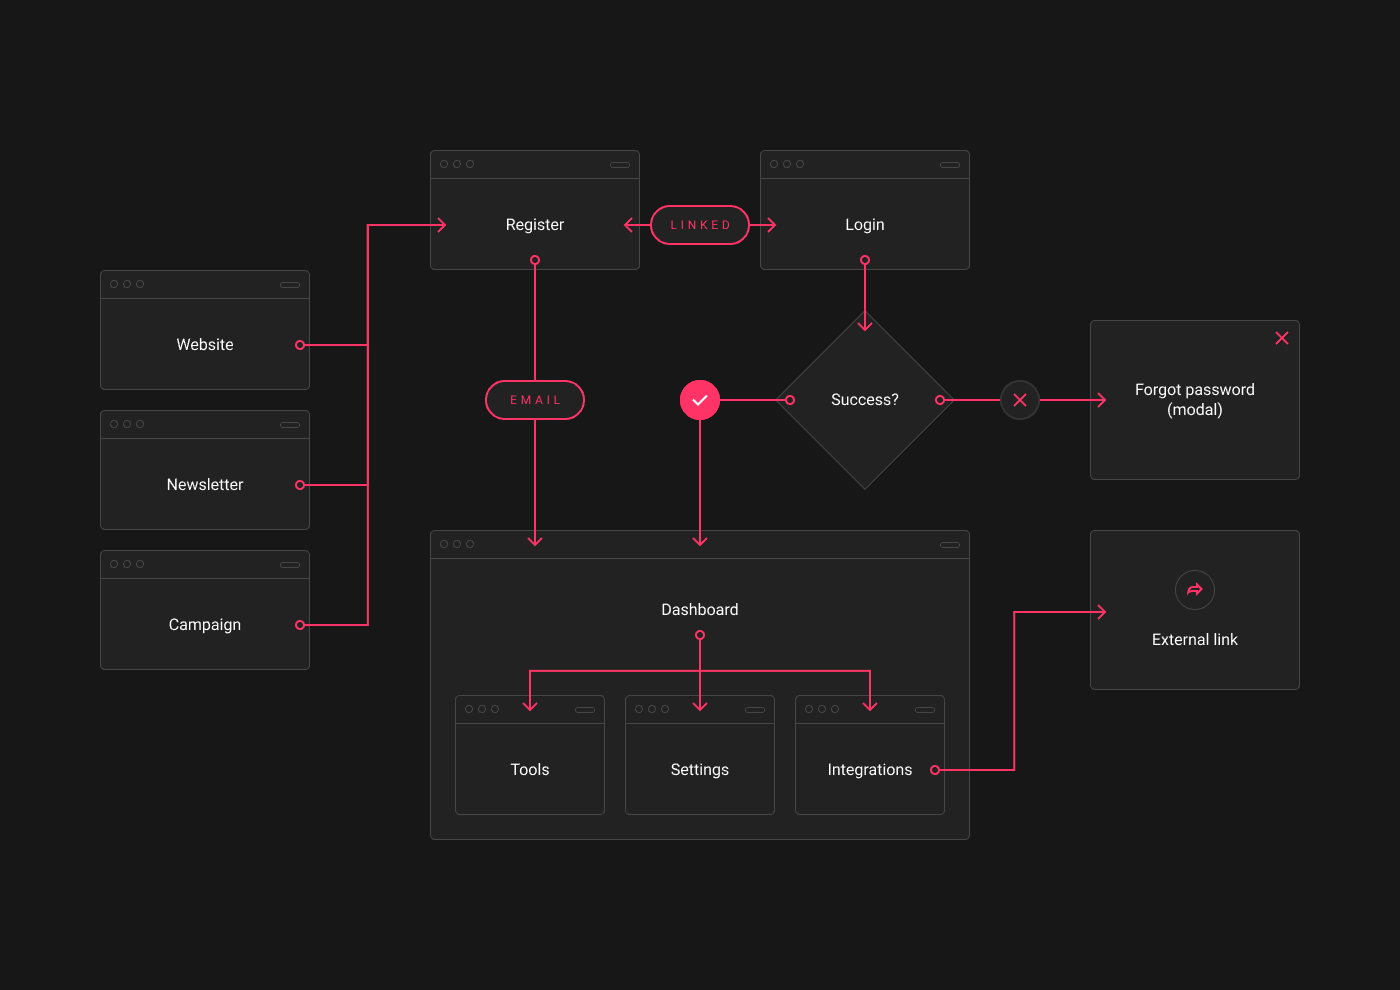 Register
LINKED
Login
Website
Newsletter
Campaign
EMAIL
Success?
Forgot password
(modal)
Dashboard
Tools
Settings
Integrations
External link